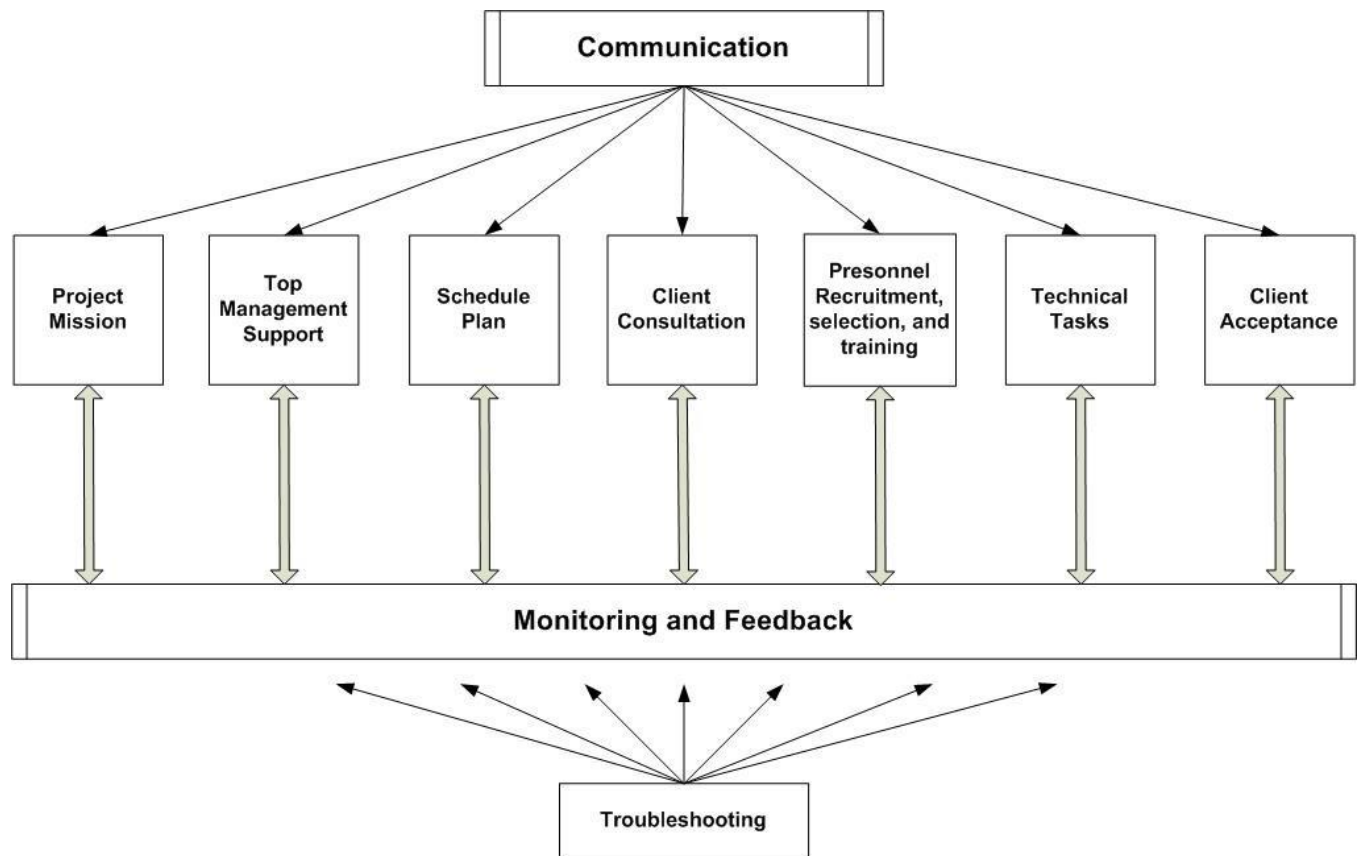 Communication
Project
Mission
Top
Management
Support
Schedule
Plan
Client
Consultation
Presonnel
Recruitment,
selection, and
training
Technical
Tasks
Client
Acceptance
Monitoring and Feedback
Troubleshooting